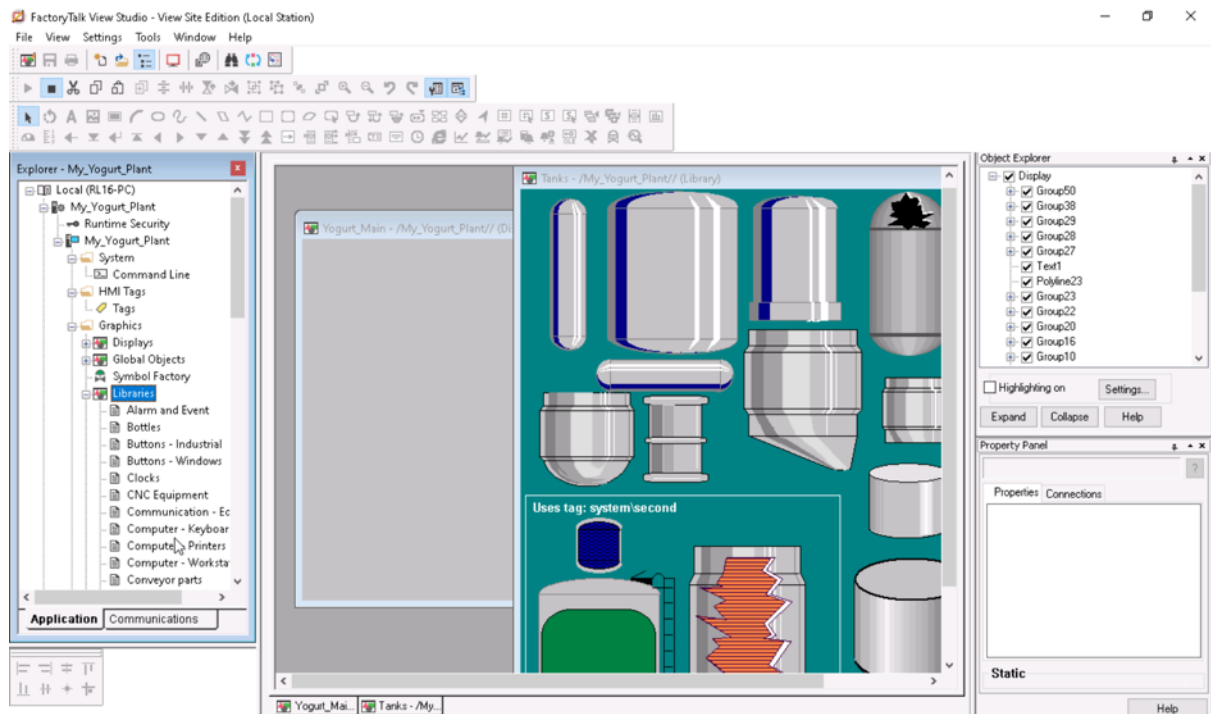 FactoryTalk View Studio - View Site Edition (Local Station)
File View Settings Tools Window Help
Explorer - My_Yogurt_Plant
Local (RL16-PC)
My_Yogurt_Plant
Runtime Security
My_Yogurt_Plant
System
Command Line
HMI Tags
Tags
Graphics
Displays
Global Objects
Symbol Factory
Libraries
Alarm and Event
Bottles
Buttons - Industrial
Buttons - Windows
Clocks
CNC Equipment
Communication - Ec
Computer - Keyboar
Computer - Printers
Computer - Worksta
Conveyor parts
Application Communications
Yogurt_Main - /My_Yogurt_Plant// (Di
Tanks - /My_Yogurt_Plant// (Library)
Uses tag: system\second
Yogurt_Mai... Tanks - /My...
Object Explorer
Display
Group50
Group38
Group29
Group28
Group27
Text1
Polyline23
Group23
Group22
Group20
Group16
Group10
Highlighting on Settings...
Expand Collapse Help
Property Panel
?
Properties Connections
Static
Help